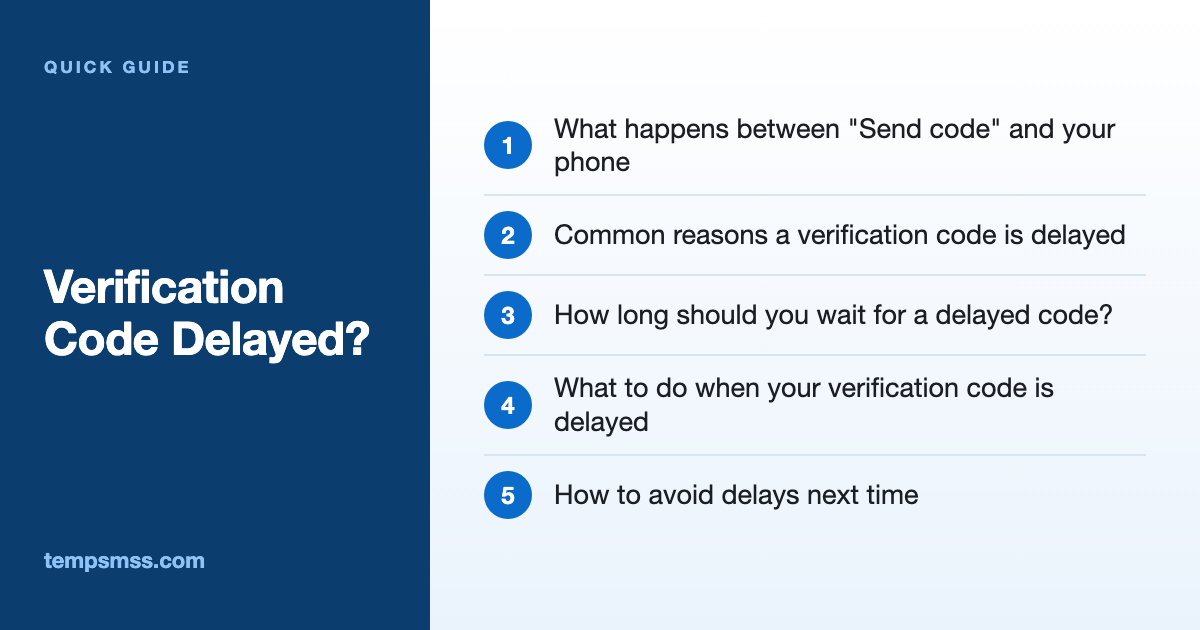 QUICK GUIDE
Verification
Code Delayed?
tempsmss.com
1
What happens between "Send code" and your
phone
2
Common reasons a verification code is delayed
3
How long should you wait for a delayed code?
4
What to do when your verification code is
delayed
5
How to avoid delays next time